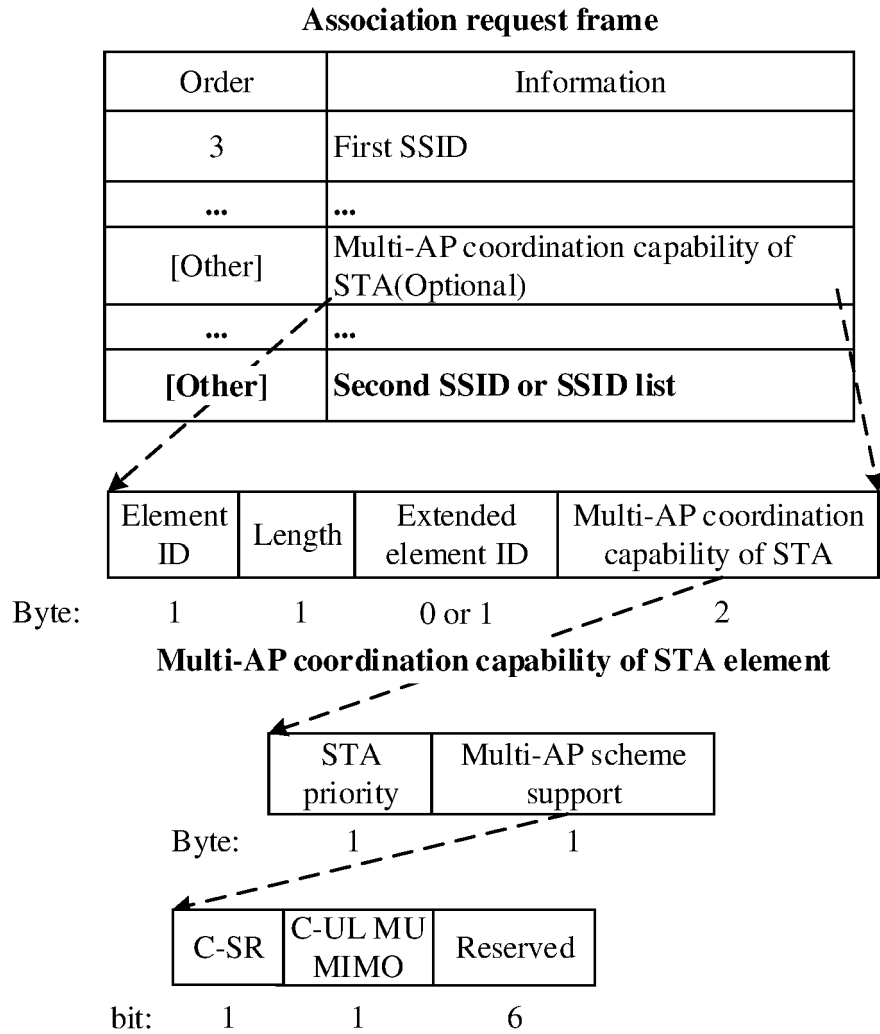 Association request frame
Order Information
3 First SSID
... ...
[Other] Multi-AP coordination capability of
STA(Optional)
... ...
[Other] Second SSID or SSID list
Element ID Length Extended element ID Multi-AP coordination capability of STA
Byte: 1 1 0 or 1 2
Multi-AP coordination capability of STA element
STA priority Multi-AP scheme support
Byte: 1 1
C-SR C-UL MU MIMO Reserved
bit: 1 1 6